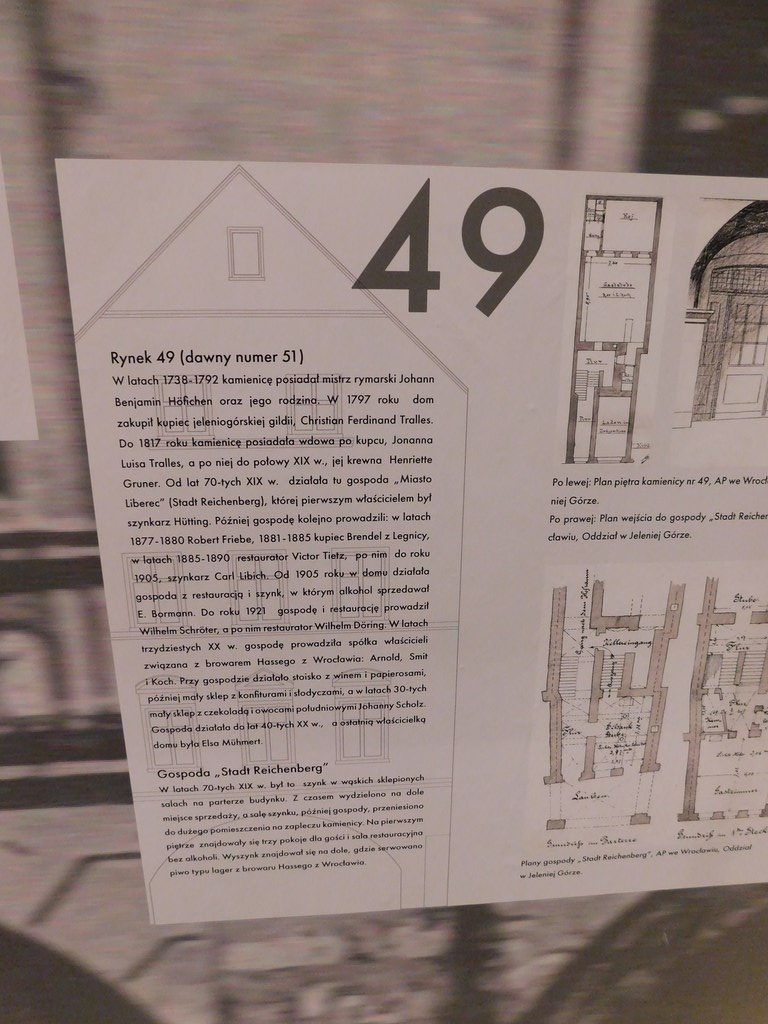 49
Rynek 49 (dawny numer 51)
W latach 1738-1792 kamienicę posiadał mistrz rymarski Johann
Benjamin Höfichen oraz jego rodzina. W 1797 roku dom
zakupił kupiec jeleniogórskiej gildii, Christian Ferdinand Tralles.
Do 1817 roku kamienicę posiadała wdowa po kupcu, Jonanna
Luisa Tralles, a po niej do połowy XIX w., jej krewna Henriette
Gruner. Od lat 70-tych XIX w. działała tu gospoda „Miasto
Liberec" (Stadt Reichenberg), której pierwszym właścicielem był
szynkarz Hütting. Później gospodę kolejno prowadzili: w latach
1877-1880 Robert Friebe, 1881-1885 kupiec Brendel z Legnicy,
w latach 1885-1890 restaurator Victor Tietz, po nim do roku
1905, szynkarz Carl Libich. Od 1905 roku w domu działała
gospoda z restauracją i szynk, w którym alkohol sprzedawał
E. Bormann. Do roku 1921 gospodę i restaurację prowadził
Wilhelm Schröter, a po nim restaurator Wilhelm Döring. W latach
trzydziestych XX w. gospodę prowadziła spółka właścicieli
związana z browarem Hassego z Wrocławia: Arnold, Smit
i Koch. Przy gospodzie działało stoisko z winem i papierosami,
później mały sklep z konfiturami i słodyczami, a w latach 30-tych
mały sklep z czekoladą i owocami południowymi Johanny Scholz.
Gospoda działała do lat 40-tych XX w., a ostatnią właścicielką
domu była Elsa Mühmert.
Gospoda „Stadt Reichenberg"
W latach 70-tych XIX w. był to szynk w wąskich sklepionych
salach na parterze budynku. Z czasem wydzielono na dole
miejsce sprzedaży, a salę szynku, później gospody, przeniesiono
do dużego pomieszczenia na zapleczu kamienicy. Na pierwszym
piętrze znajdowały się trzy pokoje dla gości i sala restauracyjna
bez alkoholi. Wyszynk znajdował się na dole, gdzie serwowano
piwo typu lager z browaru Hassego z Wrocławia.
Po lewej: Plan piętra kamienicy nr 49, AP we Wrocł
niej Górze.
Po prawej: Plan wejścia do gospody „Stadt Reichen
cławiu, Oddział w Jeleniej Górze.
Kellereingang
Flur
Lauben
Grundriss im Parterre
Stube
Flur
Gastzimmer
Plany gospody „Stadt Reichenberg", AP we Wrocławiu, Oddział
w Jeleniej Górze.